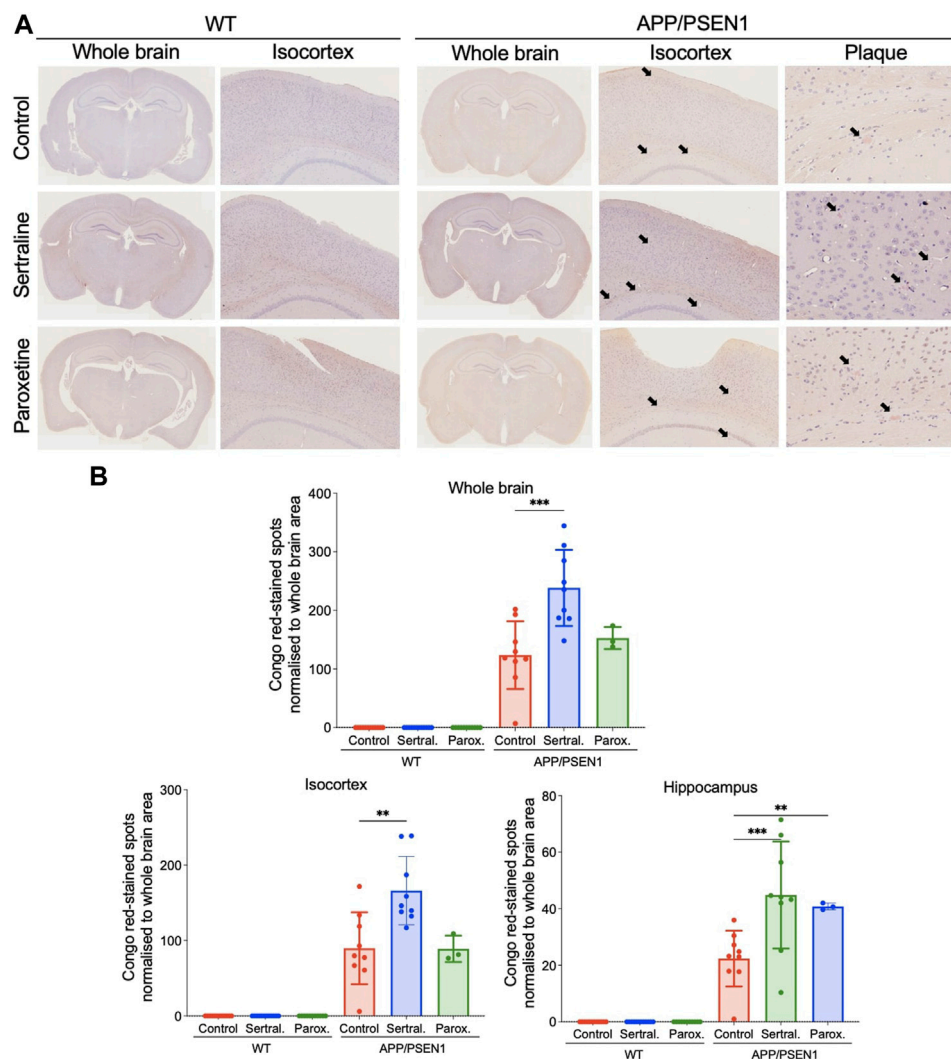 A
WT
APP/PSEN1
Whole brain
Isocortex
Whole brain
Isocortex
Plaque
Control
Sertraline
Paroxetine
B
Whole brain
Congo red-stained spots
normalised to whole brain area
400
300
200
100
0
***
Control
Sertral.
Parox.
Control
Sertral.
Parox.
WT
APP/PSEN1
Isocortex
Congo red-stained spots
normalised to whole brain area
300
200
100
0
**
Control
Sertral.
Parox.
Control
Sertral.
Parox.
WT
APP/PSEN1
Hippocampus
Congo red-stained spots
normalised to whole brain area
80
60
40
20
0
**
***
Control
Sertral.
Parox.
Control
Sertral.
Parox.
WT
APP/PSEN1